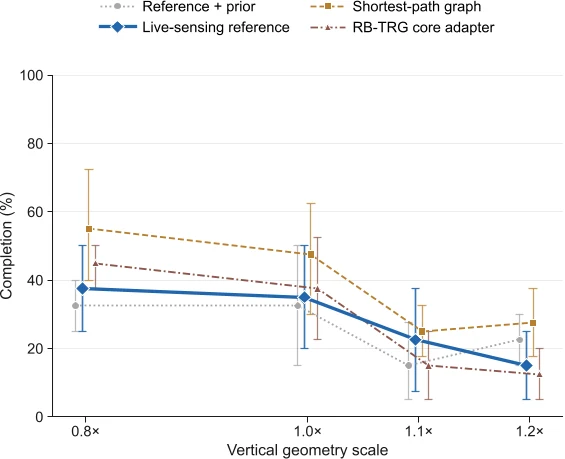 Reference + prior
Shortest-path graph
Live-sensing reference
RB-TRG core adapter
100
80
60
40
20
0
Completion (%)
0.8×
1.0×
1.1×
1.2×
Vertical geometry scale